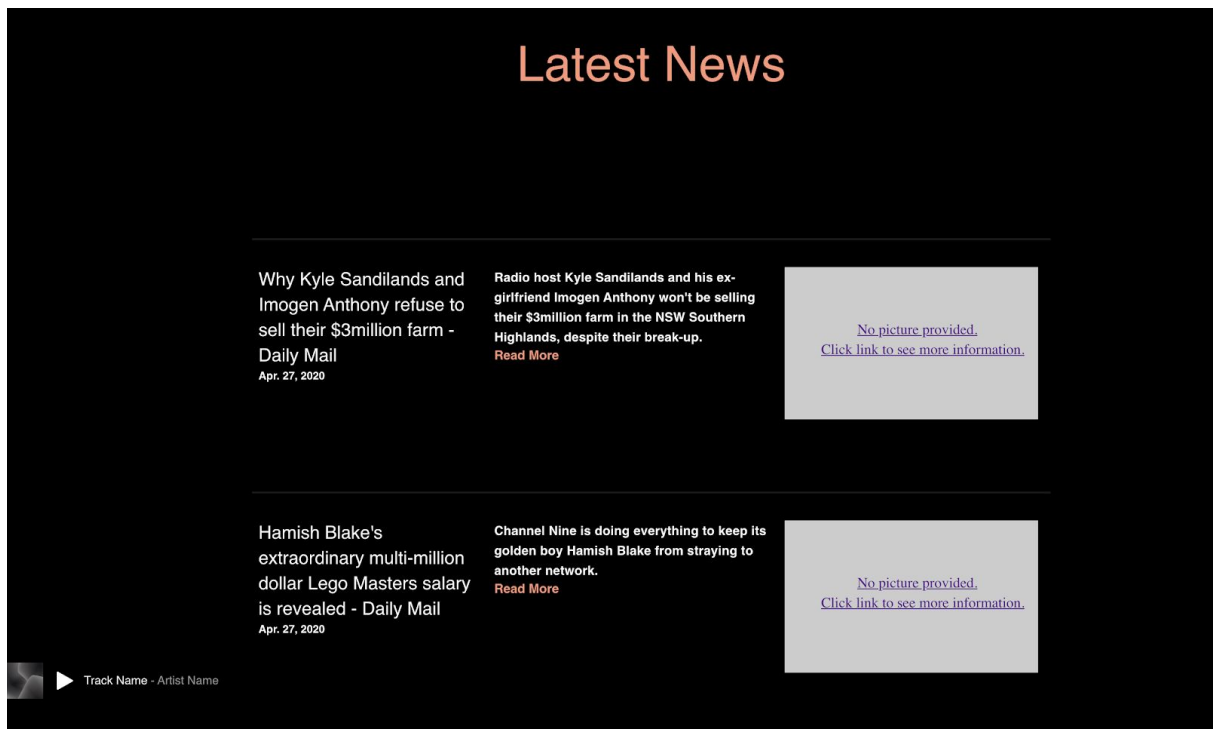 Latest News
Why Kyle Sandilands and
Imogen Anthony refuse to
sell their $3million farm -
Daily Mail
Apr. 27, 2020
Radio host Kyle Sandilands and his ex-
girlfriend Imogen Anthony won't be selling
their $3million farm in the NSW Southern
Highlands, despite their break-up.
Read More
No picture provided.
Click link to see more information.
Hamish Blake's
extraordinary multi-million
dollar Lego Masters salary
is revealed - Daily Mail
Apr. 27, 2020
Channel Nine is doing everything to keep its
golden boy Hamish Blake from straying to
another network.
Read More
No picture provided.
Click link to see more information.
Track Name - Artist Name